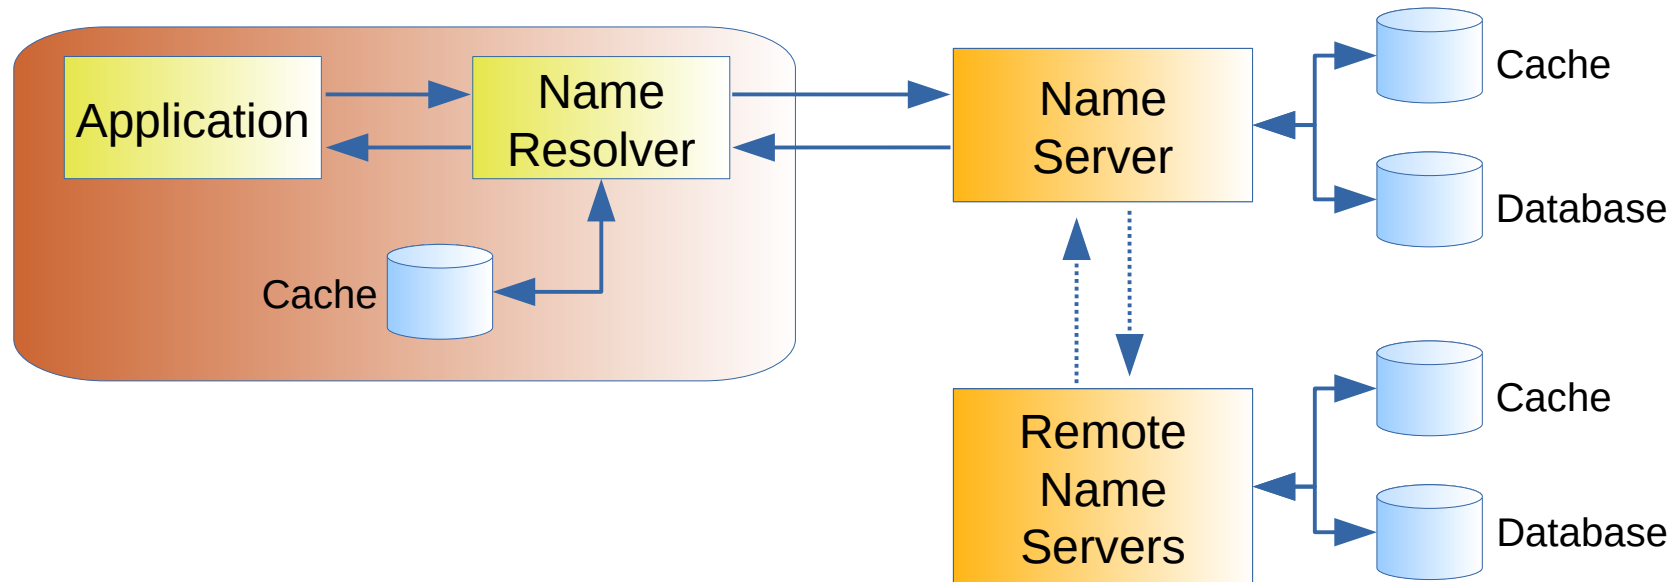 Application
Name
Resolver
Cache
Name
Server
Cache
Database
Remote
Name
Servers
Cache
Database